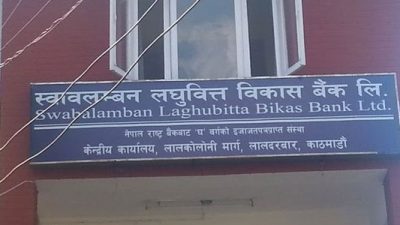 स्वावलम्बन लघुवित्त विकास बैंक लि.
Swabalamban Laghubitta Bikas Bank Ltd.
नेपाल राष्ट्र बैंकबाट 'घ' वर्गको इजाजतपत्रप्राप्त संस्था
केन्द्रीय कार्यालय, लालकोलोनी मार्ग, लालदरबार, काठमाडौं